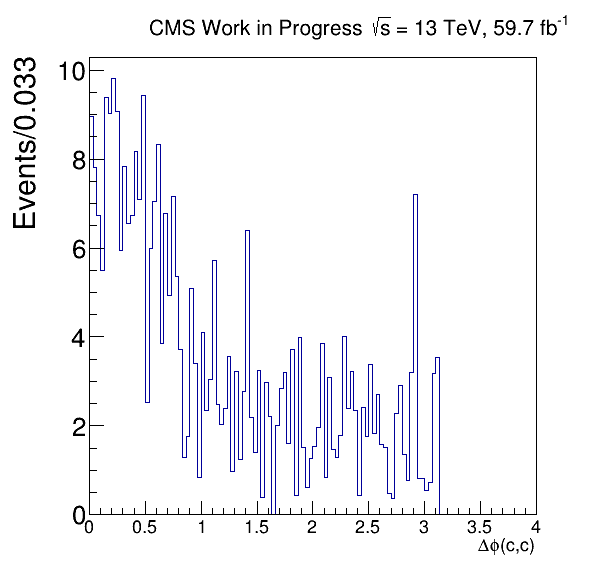 CMS Work in Progress √s = 13 TeV, 59.7 fb⁻¹
Events/0.033
10
8
6
4
2
0
0 0.5 1 1.5 2 2.5 3 3.5 4
Δϕ(c,c)